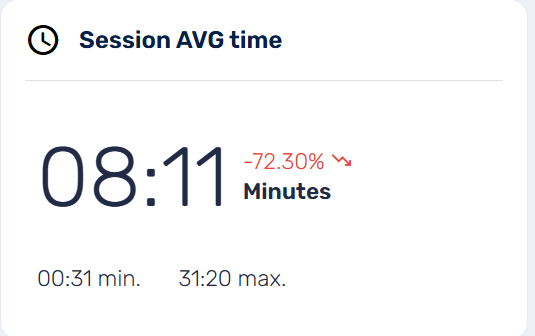 Session AVG time
08:11
-72.30%
Minutes
00:31 min. 31:20 max.